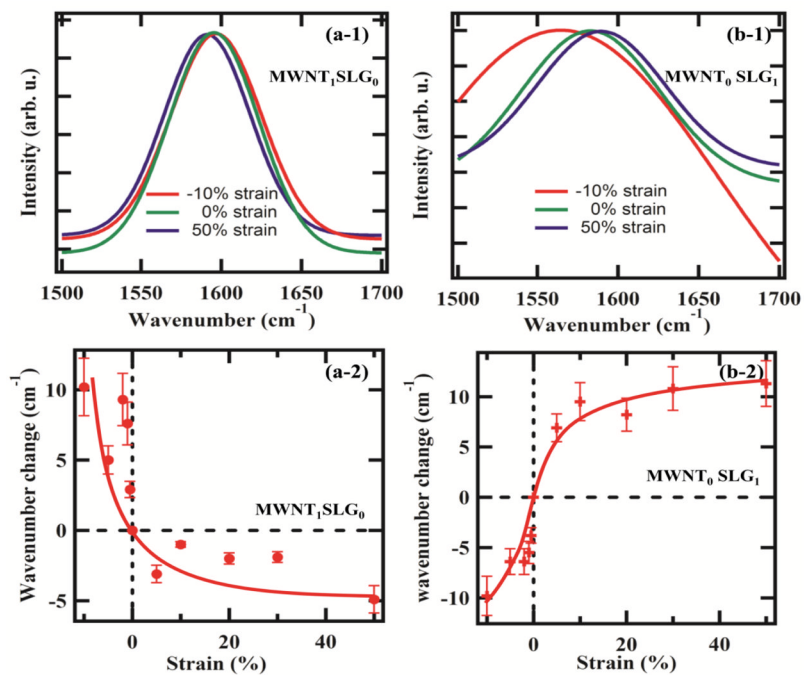 (a-1)
MWNT1SLG0
-10% strain
0% strain
50% strain
Intensity (arb. u.)
1500 1550 1600 1650 1700
Wavenumber (cm-1)
(b-1)
MWNT0 SLG1
-10% strain
0% strain
50% strain
Intensity (arb. u.)
1500 1550 1600 1650 1700
Wavenumber (cm-1)
(a-2)
10
5
0
-5
MWNT1SLG0
Wavenumber change (cm-1)
0 20 40
Strain (%)
(b-2)
10
5
0
-5
-10
MWNT0 SLG1
wavenumber change (cm-1)
0 20 40
Strain (%)